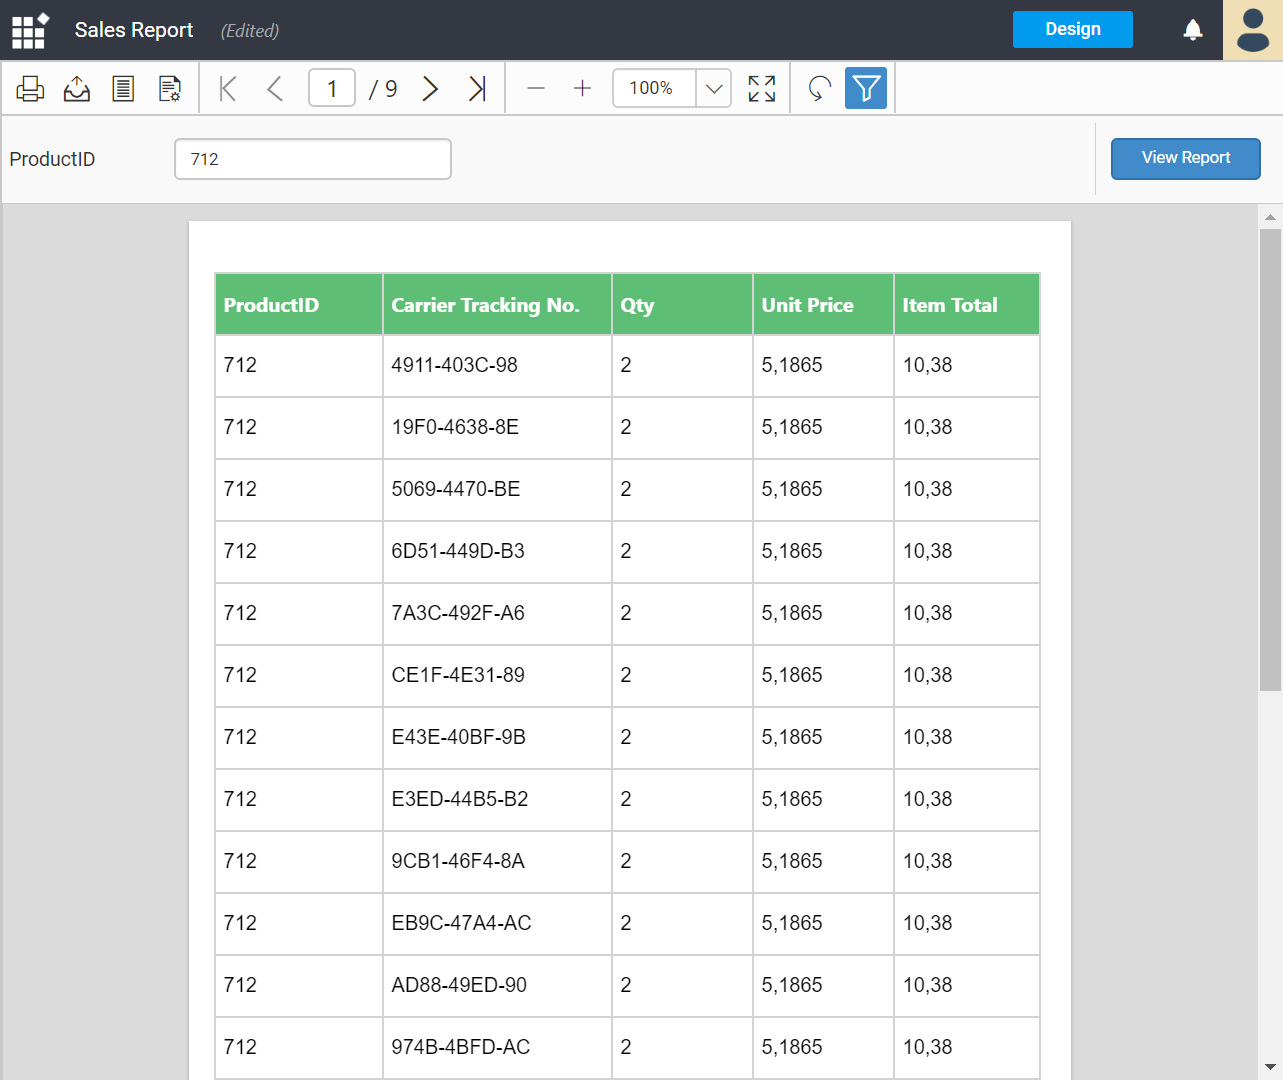 Sales Report (Edited) Design
1 / 9 100%
ProductID 712 View Report
ProductID Carrier Tracking No. Qty Unit Price Item Total
712 4911-403C-98 2 5,1865 10,38
712 19F0-4638-8E 2 5,1865 10,38
712 5069-4470-BE 2 5,1865 10,38
712 6D51-449D-B3 2 5,1865 10,38
712 7A3C-492F-A6 2 5,1865 10,38
712 CE1F-4E31-89 2 5,1865 10,38
712 E43E-40BF-9B 2 5,1865 10,38
712 E3ED-44B5-B2 2 5,1865 10,38
712 9CB1-46F4-8A 2 5,1865 10,38
712 EB9C-47A4-AC 2 5,1865 10,38
712 AD88-49ED-90 2 5,1865 10,38
712 974B-4BFD-AC 2 5,1865 10,38